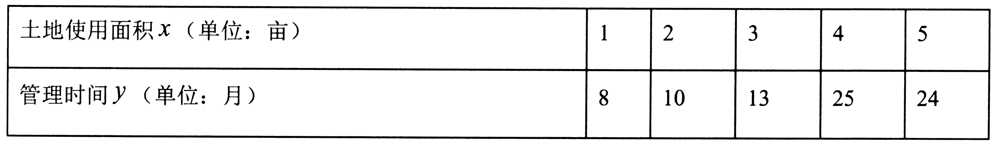 土地使用面积x（单位：亩） 1 2 3 4 5
管理时间y（单位：月） 8 10 13 25 24